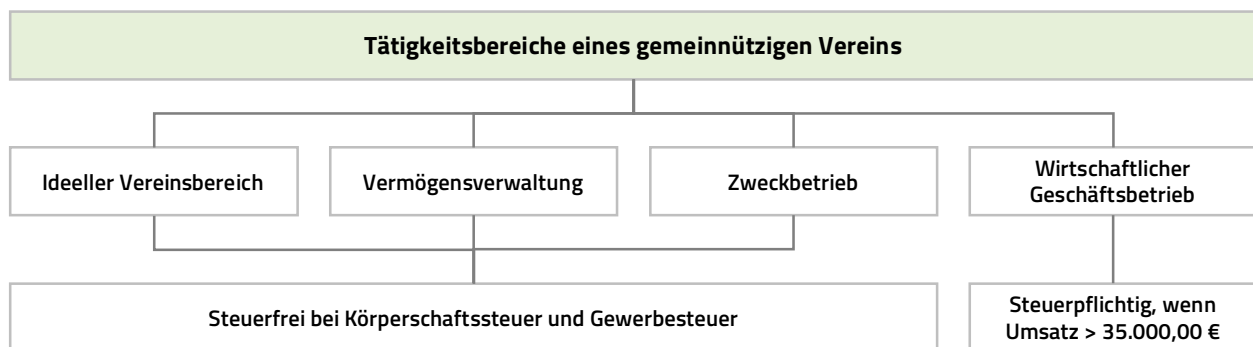 Tätigkeitsbereiche eines gemeinnützigen Vereins
Ideeller Vereinsbereich
Vermögensverwaltung
Zweckbetrieb
Wirtschaftlicher
Geschäftsbetrieb
Steuerfrei bei Körperschaftssteuer und Gewerbesteuer
Steuerpflichtig, wenn
Umsatz > 35.000,00 €